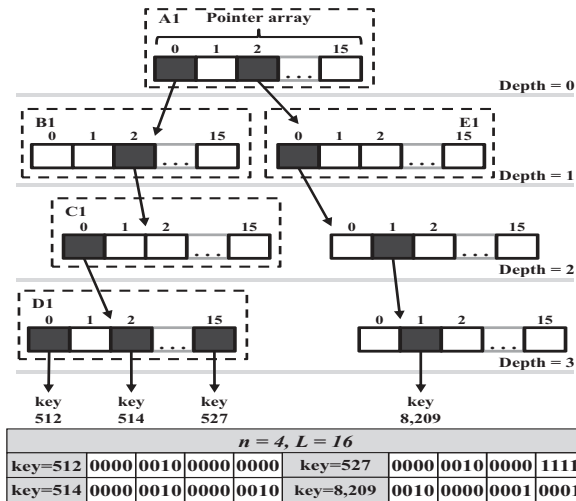 A1 Pointer array
0 1 2 15
. . .
Depth = 0
B1 E1
0 1 2 15 0 1 2 15
. . . . . .
Depth = 1
C1
0 1 2 15 0 1 2 15
. . . . . .
Depth = 2
D1
0 1 2 15 0 1 2 15
. . . . . .
Depth = 3
key key key key
512 514 527 8,209
n = 4, L = 16
key=512 0000 0010 0000 0000 key=527 0000 0010 0000 1111
key=514 0000 0010 0000 0010 key=8,209 0010 0000 0001 0001